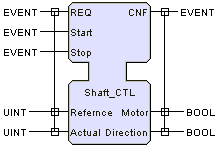 EVENT REQ CNF EVENT
EVENT Start
EVENT Stop
Shaft_CTL
UINT Refernce Motor BOOL
UINT Actual Direction BOOL